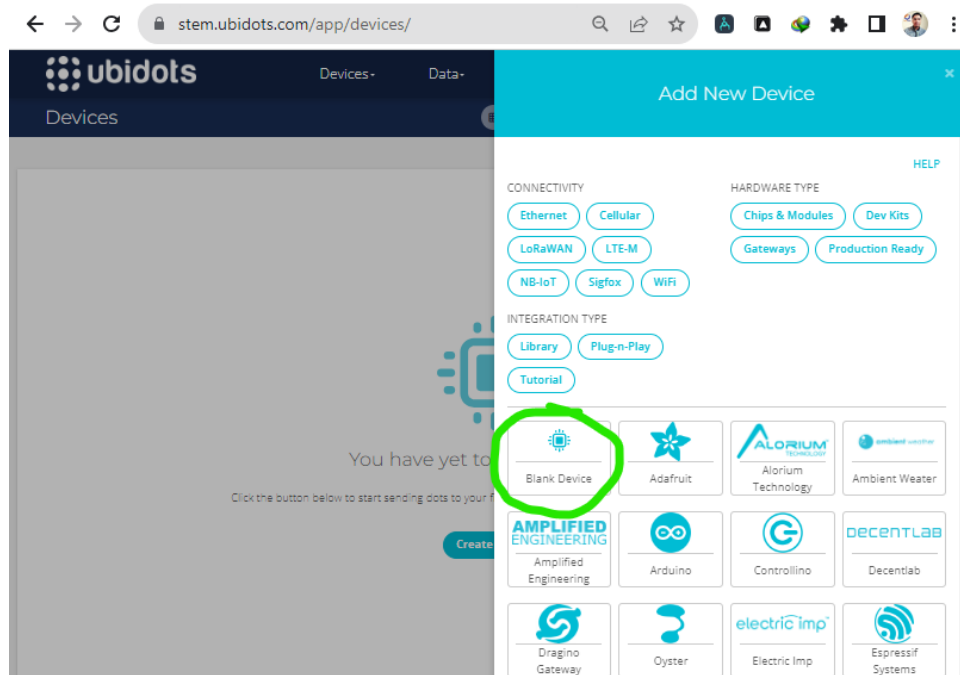 stem.ubidots.com/app/devices/
ubidots
Devices
Data
Add New Device
Devices
HELP
CONNECTIVITY
HARDWARE TYPE
Ethernet Cellular
Chips & Modules Dev Kits
LoRaWAN LTE-M
Gateways Production Ready
NB-IoT Sigfox WiFi
INTEGRATION TYPE
Library Plug-n-Play
Tutorial
You have yet to
Click the button below to start sending dots to your f
Create
Blank Device
Adafruit
ALORIUM
TECHNOLOGY
Alorium
Technology
ambient weather
Ambient Weater
AMPLIFIED
ENGINEERING
Amplified
Engineering
Arduino
Controllino
DECENTLAB
Decentlab
Dragino
Gateway
Oyster
electric imp
Electric Imp
Espressif
Systems